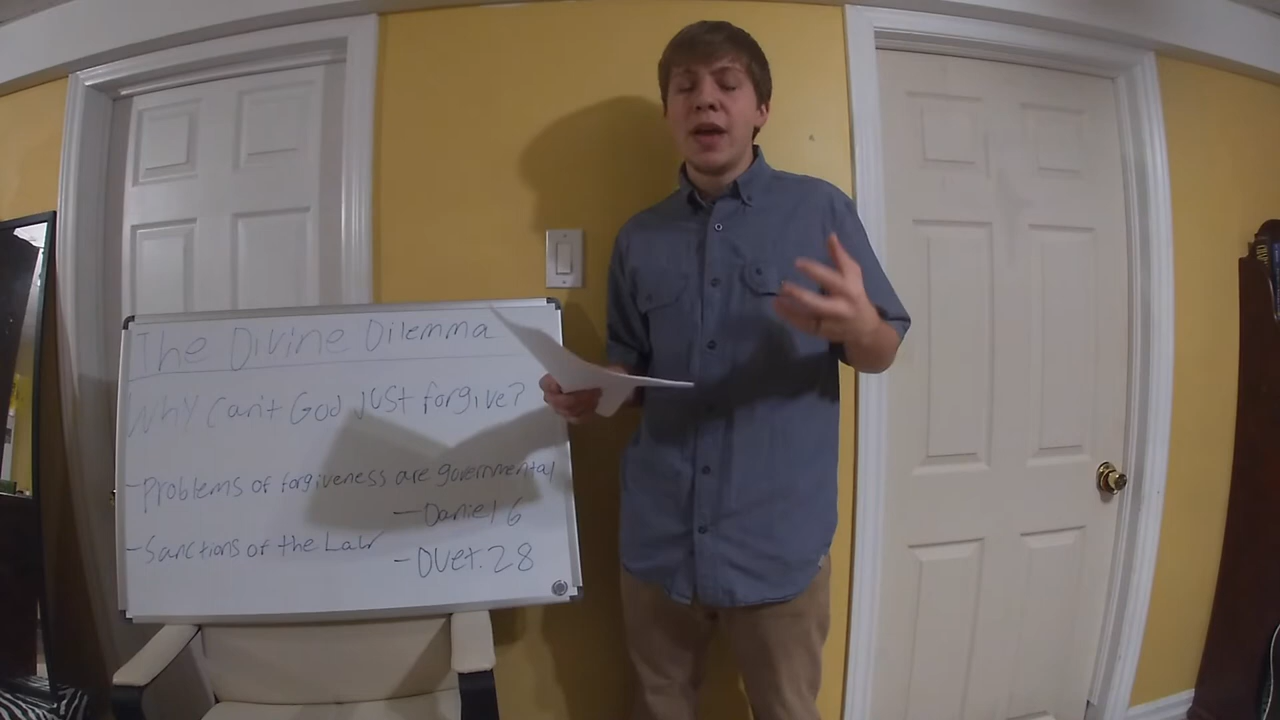 The Divine Dilemma
Why Can't God Just forgive?
-Problems of forgiveness are governmental
-Daniel 6
-Sanctions of the Law
-Duet. 28